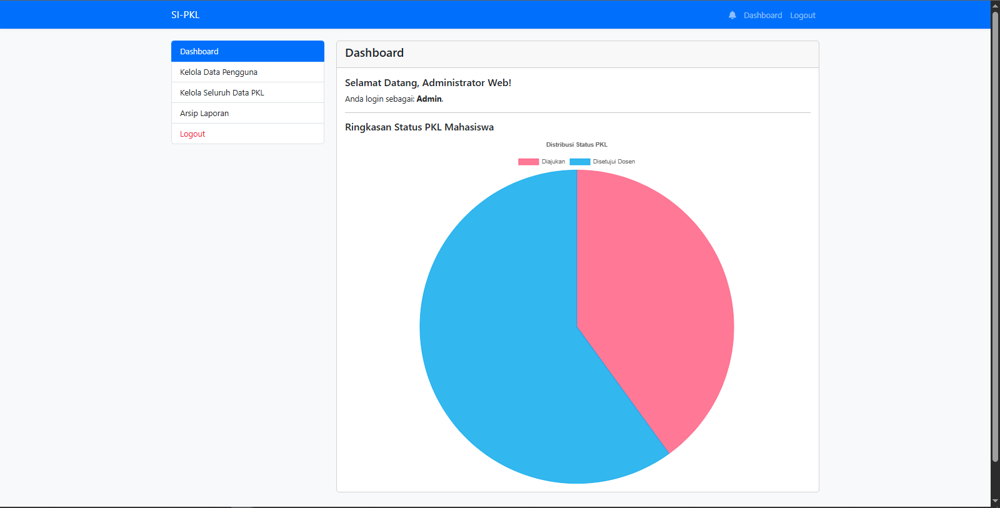 SI-PKL
Dashboard Logout
Dashboard
Kelola Data Pengguna
Kelola Seluruh Data PKL
Arsip Laporan
Logout
Dashboard
Selamat Datang, Administrator Web!
Anda login sebagai: Admin.
Ringkasan Status PKL Mahasiswa
Distribusi Status PKL
Diajukan Disetujui Dosen